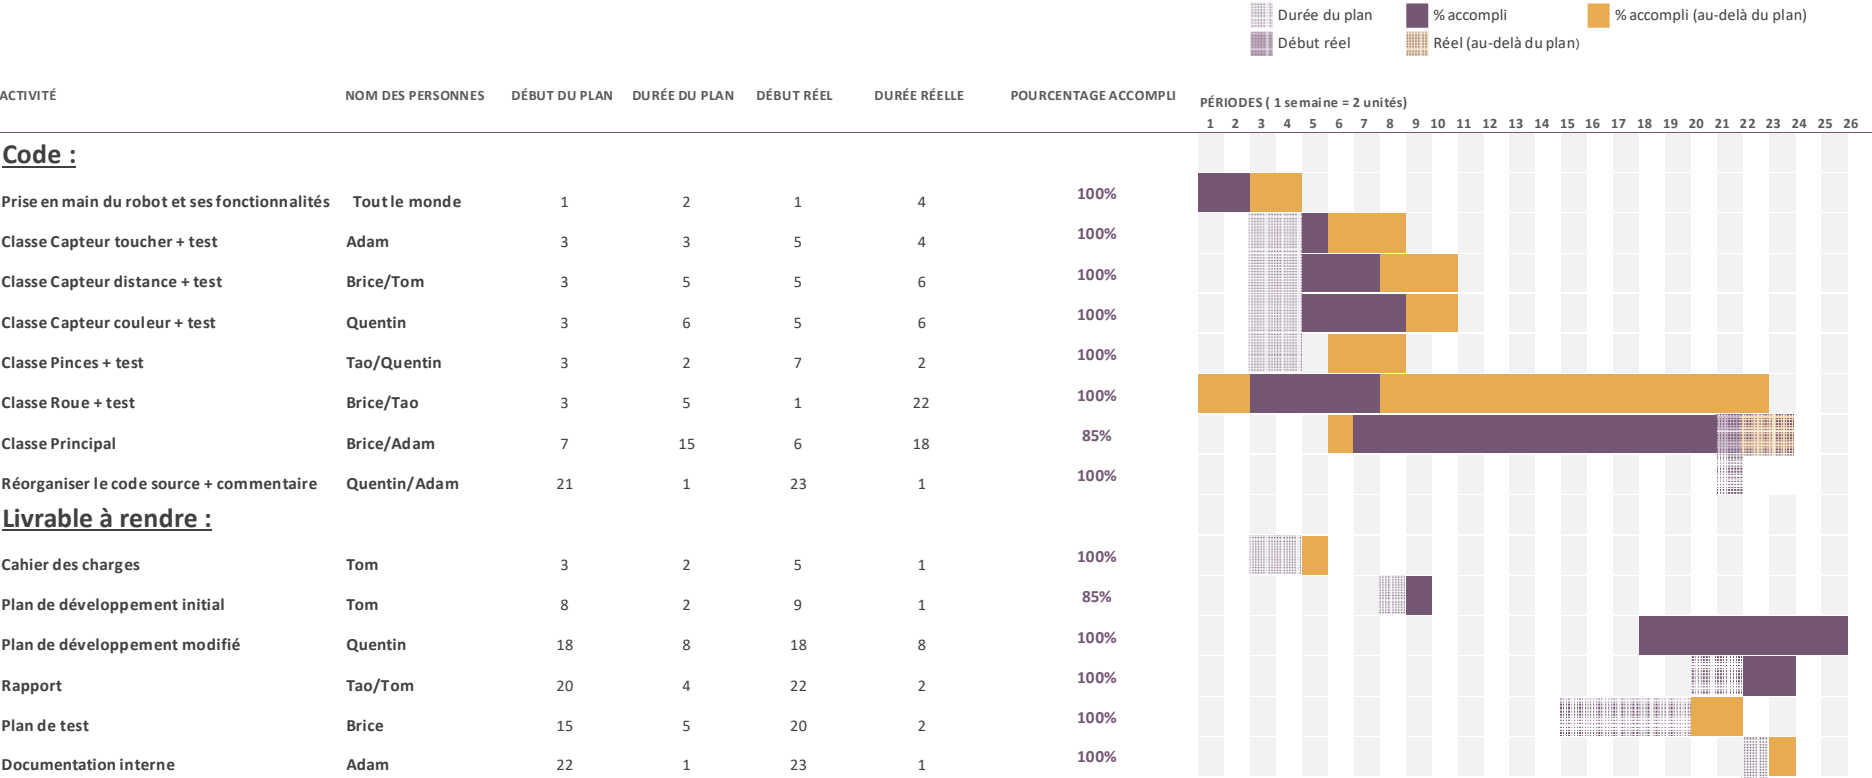 Durée du plan % accompli % accompli (au-delà du plan)
Début réel Réel (au-delà du plan)
ACTIVITÉ NOM DES PERSONNES DÉBUT DU PLAN DURÉE DU PLAN DÉBUT RÉEL DURÉE RÉELLE POURCENTAGE ACCOMPLI PÉRIODES ( 1 semaine = 2 unités)
1 2 3 4 5 6 7 8 9 10 11 12 13 14 15 16 17 18 19 20 21 22 23 24 25 26
Code :
Prise en main du robot et ses fonctionnalités Tout le monde 1 2 1 4 100%
Classe Capteur toucher + test Adam 3 3 5 4 100%
Classe Capteur distance + test Brice/Tom 3 5 5 6 100%
Classe Capteur couleur + test Quentin 3 6 5 6 100%
Classe Pinces + test Tao/Quentin 3 2 7 2 100%
Classe Roue + test Brice/Tao 3 5 1 22 100%
Classe Principal Brice/Adam 7 15 6 18 85%
Réorganiser le code source + commentaire Quentin/Adam 21 1 23 1 100%
Livrable à rendre :
Cahier des charges Tom 3 2 5 1 100%
Plan de développement initial Tom 8 2 9 1 85%
Plan de développement modifié Quentin 18 8 18 8 100%
Rapport Tao/Tom 20 4 22 2 100%
Plan de test Brice 15 5 20 2 100%
Documentation interne Adam 22 1 23 1 100%